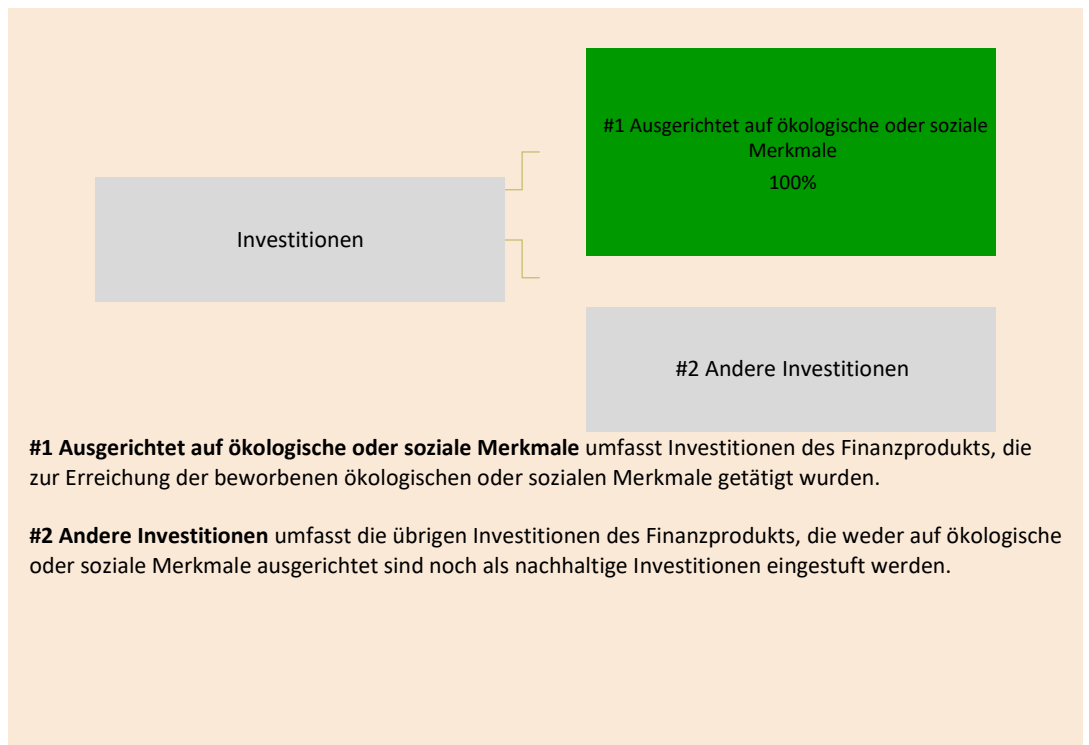 #1 Ausgerichtet auf ökologische oder soziale
Merkmale
100%
Investitionen
#2 Andere Investitionen
#1 Ausgerichtet auf ökologische oder soziale Merkmale umfasst Investitionen des Finanzprodukts, die
zur Erreichung der beworbenen ökologischen oder sozialen Merkmale getätigt wurden.
#2 Andere Investitionen umfasst die übrigen Investitionen des Finanzprodukts, die weder auf ökologische
oder soziale Merkmale ausgerichtet sind noch als nachhaltige Investitionen eingestuft werden.